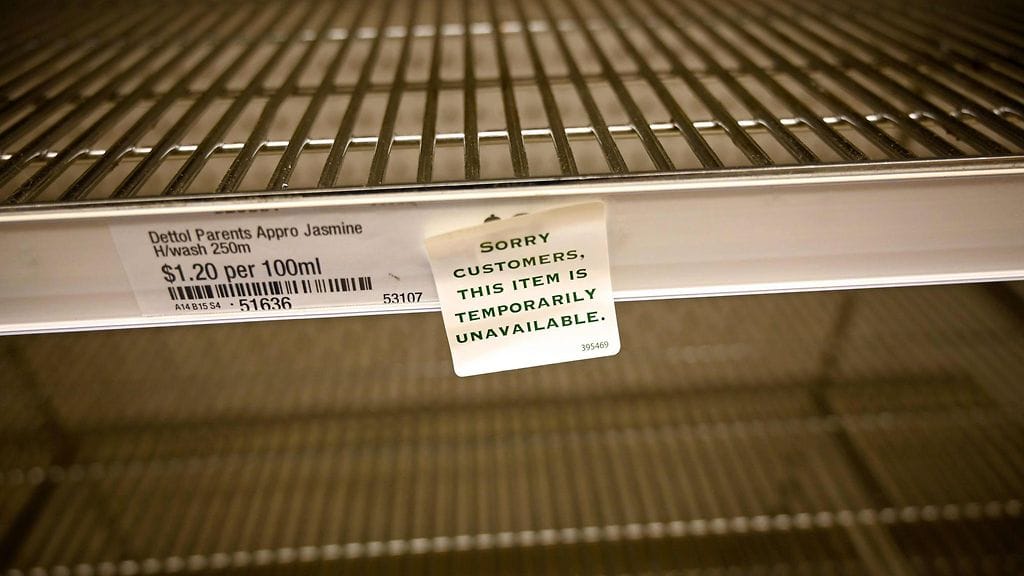 Dettol Parents Appro Jasmine
H/wash 250m
$1.20 per 100ml
A14 B15 S4 : 51636
53107
SORRY
CUSTOMERS,
THIS ITEM IS
TEMPORARILY
UNAVAILABLE.
395469